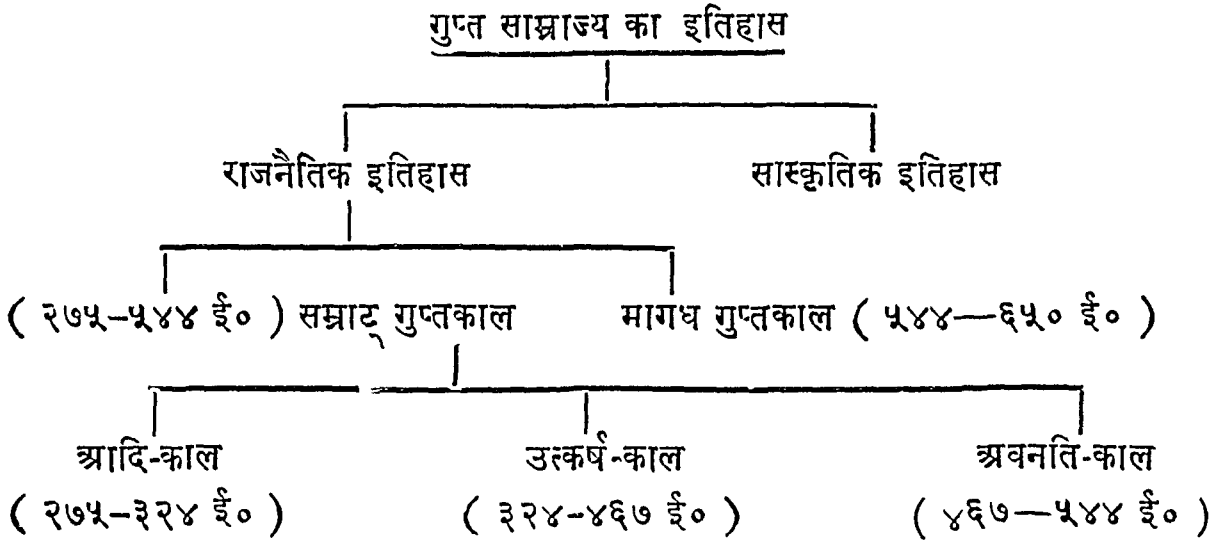 गुप्त साम्राज्य का इतिहास
राजनैतिक इतिहास सास्कृतिक इतिहास
( २७५–५४४ ई० ) सम्राट् गुप्तकाल मागध गुप्तकाल ( ५४४—६५० ई० )
आदि-काल उत्कर्ष-काल अवनति-काल
( २७५–३२४ ई० ) ( ३२४-४६७ ई० ) ( ४६७—५४४ ई० )